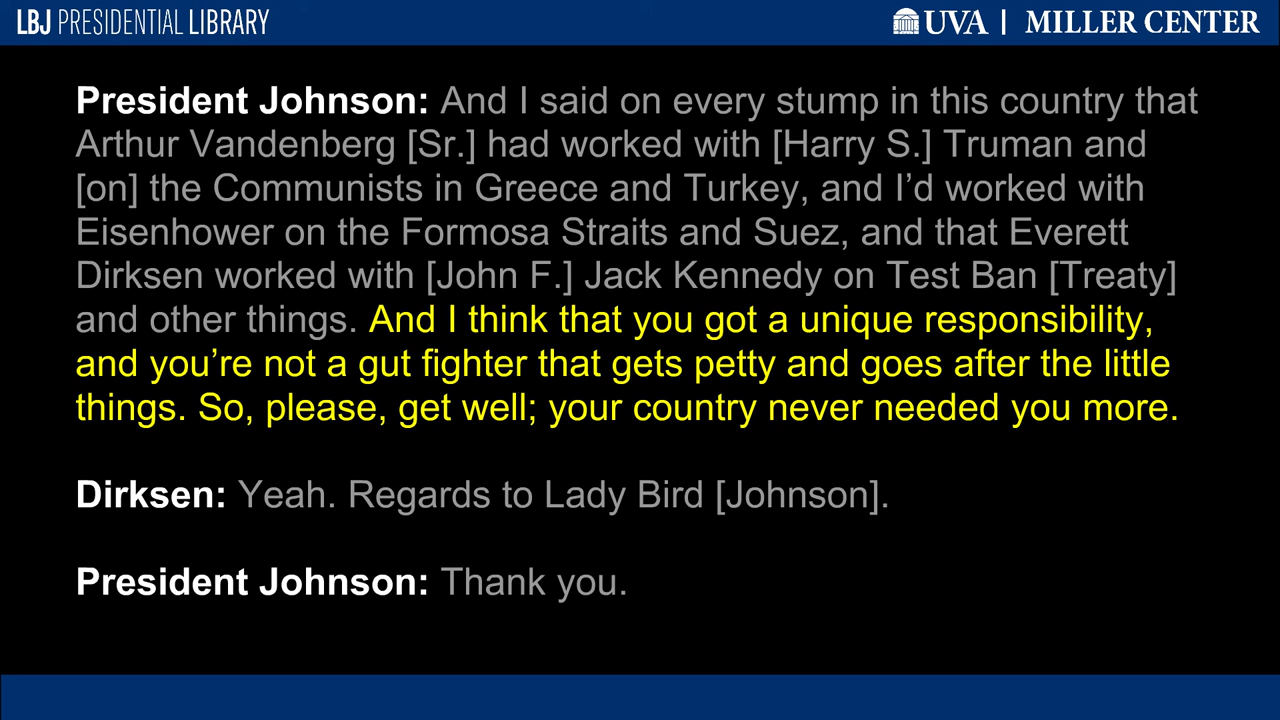 LBJ PRESIDENTIAL LIBRARY
UVA | MILLER CENTER
President Johnson: And I said on every stump in this country that
Arthur Vandenberg [Sr.] had worked with [Harry S.] Truman and
[on] the Communists in Greece and Turkey, and I’d worked with
Eisenhower on the Formosa Straits and Suez, and that Everett
Dirksen worked with [John F.] Jack Kennedy on Test Ban [Treaty]
and other things. And I think that you got a unique responsibility,
and you’re not a gut fighter that gets petty and goes after the little
things. So, please, get well; your country never needed you more.
Dirksen: Yeah. Regards to Lady Bird [Johnson].
President Johnson: Thank you.